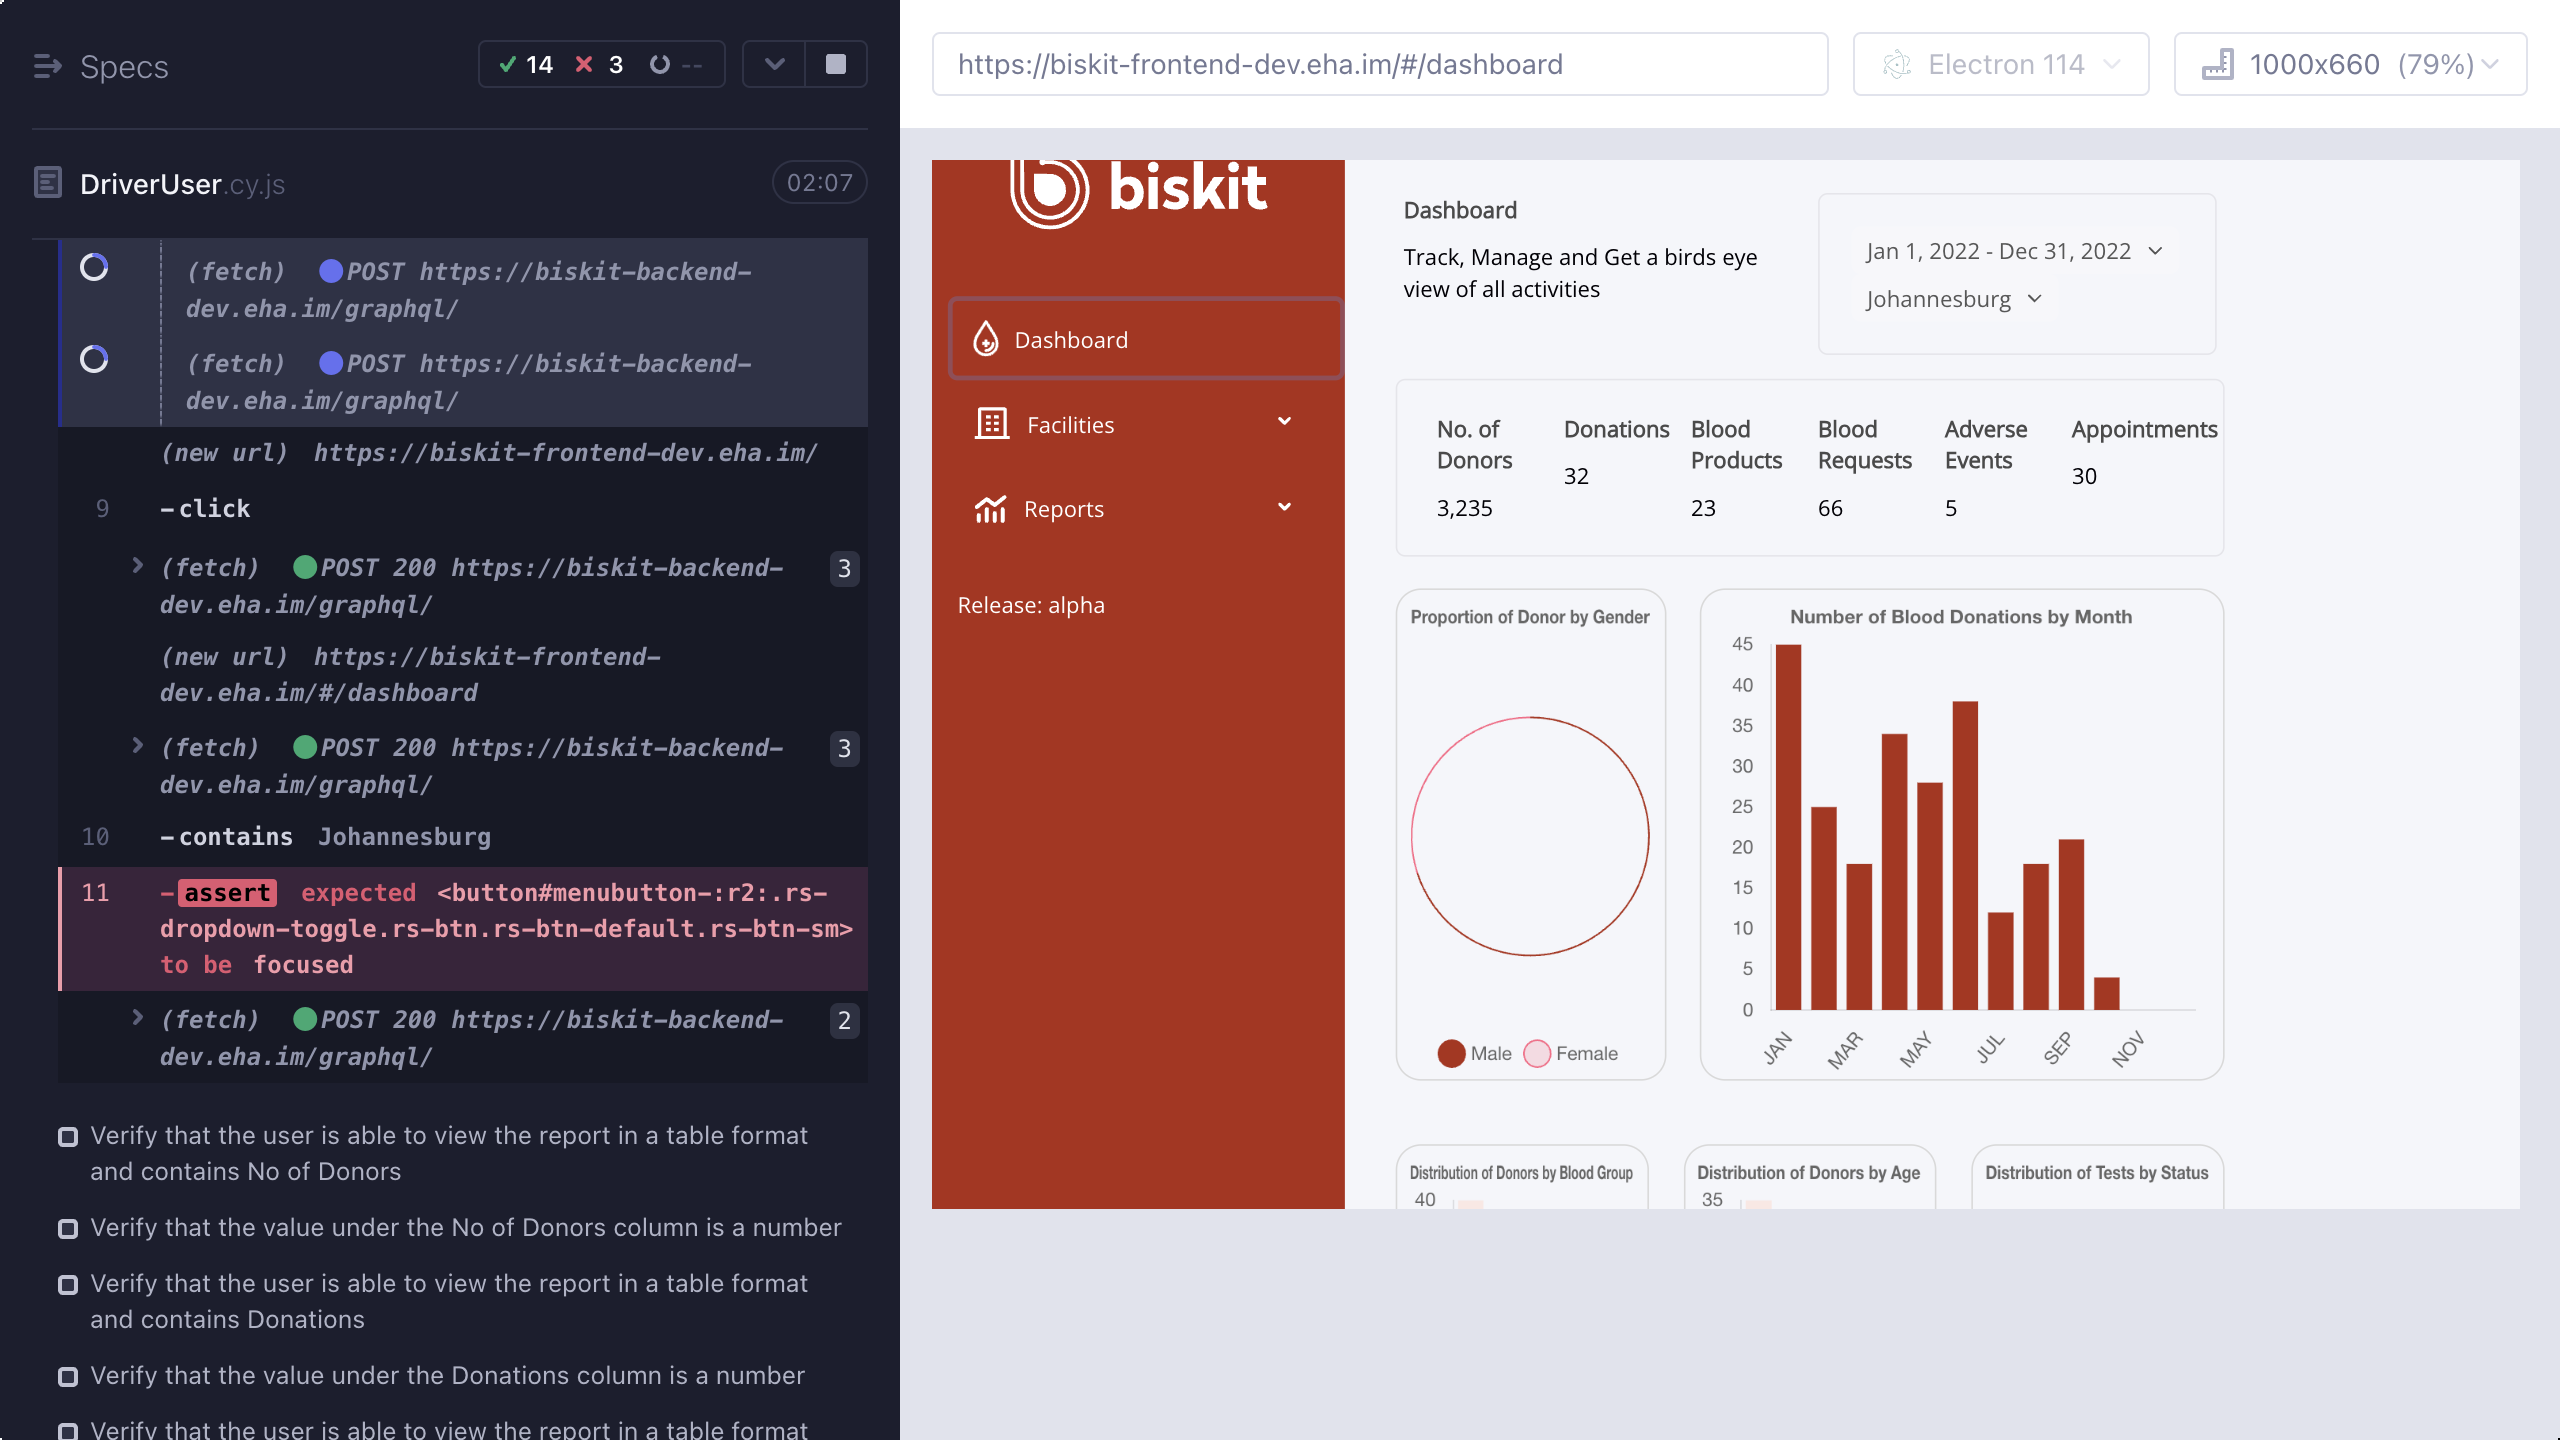 Specs
14 3 --
DriverUser.cy.js
02:07
(fetch) POST https://biskit-backend-
dev.eha.im/graphql/
(fetch) POST https://biskit-backend-
dev.eha.im/graphql/
(new url) https://biskit-frontend-dev.eha.im/
9 -click
(fetch) POST 200 https://biskit-backend- 3
dev.eha.im/graphql/
(new url) https://biskit-frontend-
dev.eha.im/#/dashboard
(fetch) POST 200 https://biskit-backend- 3
dev.eha.im/graphql/
10 -contains Johannesburg
11 -assert expected <button#menubutton-:r2:.rs-
dropdown-toggle.rs-btn.rs-btn-default.rs-btn-sm>
to be focused
(fetch) POST 200 https://biskit-backend- 2
dev.eha.im/graphql/
Verify that the user is able to view the report in a table format
and contains No of Donors
Verify that the value under the No of Donors column is a number
Verify that the user is able to view the report in a table format
and contains Donations
Verify that the value under the Donations column is a number
Verify that the user is able to view the report in a table format
https://biskit-frontend-dev.eha.im/#/dashboard
Electron 114
1000x660 (79%)
biskit
Dashboard
Facilities
Reports
Release: alpha
Dashboard
Track, Manage and Get a birds eye
view of all activities
Jan 1, 2022 - Dec 31, 2022
Johannesburg
No. of
Donors
3,235
Donations
32
Blood
Products
23
Blood
Requests
66
Adverse
Events
5
Appointments
30
Proportion of Donor by Gender
Male Female
Number of Blood Donations by Month
45
40
35
30
25
20
15
10
5
0
JAN MAR MAY JUL SEP NOV
Distribution of Donors by Blood Group
40
Distribution of Donors by Age
35
Distribution of Tests by Status